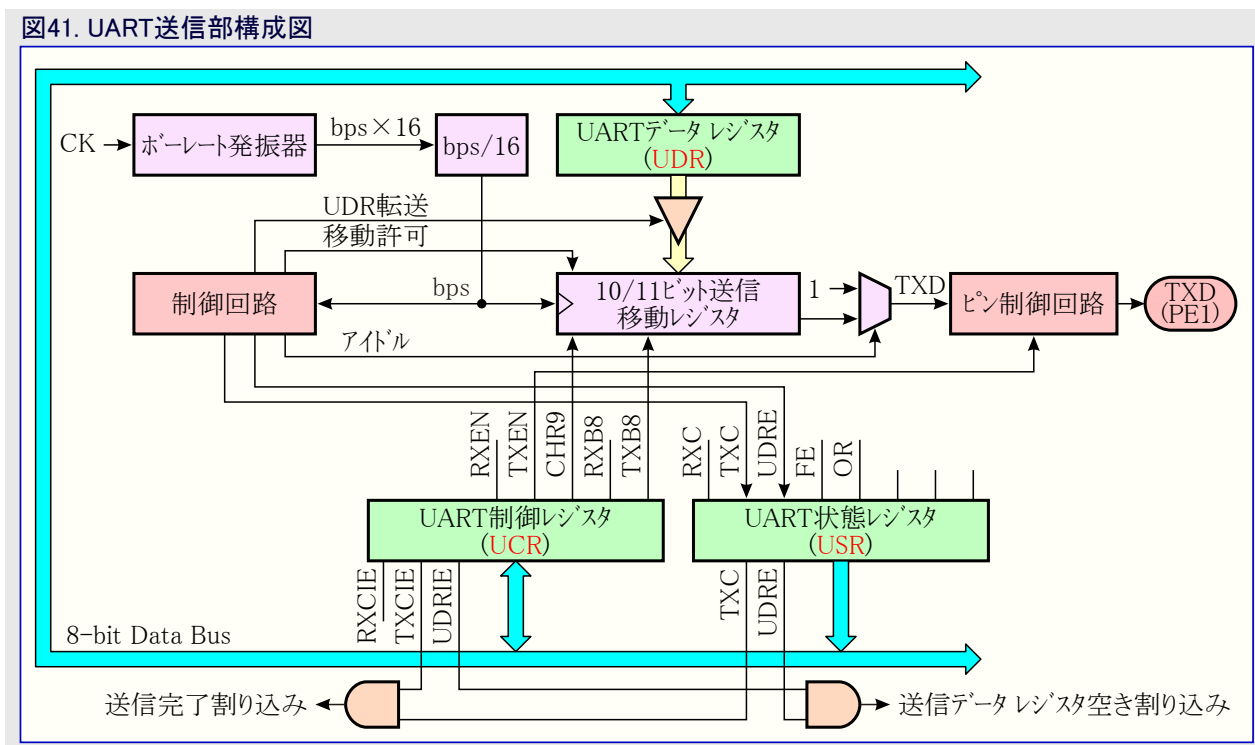 図41. UART送信部構成図
CK
ボーレート発振器
bps×16
bps/16
UARTデータ レジスタ
(UDR)
UDR転送
移動許可
制御回路
bps
10/11ビット送信
移動レジスタ
1
TXD
ピン制御回路
TXD
(PE1)
アイドル
RXEN
TXEN
CHR9
RXB8
TXB8
RXC
TXC
UDRE
FE
OR
UART制御レジスタ
(UCR)
UART状態レジスタ
(USR)
RXCIE
TXCIE
UDRIE
TXC
UDRE
8-bit Data Bus
送信完了割り込み
送信データ レジスタ空き割り込み